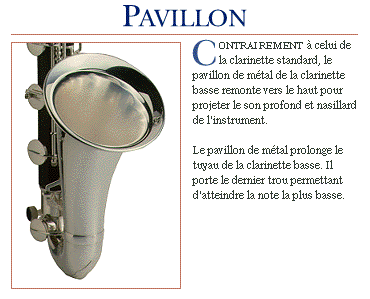 PAVILLON
CONTRAIREMENT à celui de
la clarinette standard, le
pavillon de métal de la clarinette
basse remonte vers le haut pour
projeter le son profond et nasillard
de l'instrument.
Le pavillon de métal prolonge le
tuyau de la clarinette basse. Il
porte le dernier trou permettant
d'atteindre la note la plus basse.